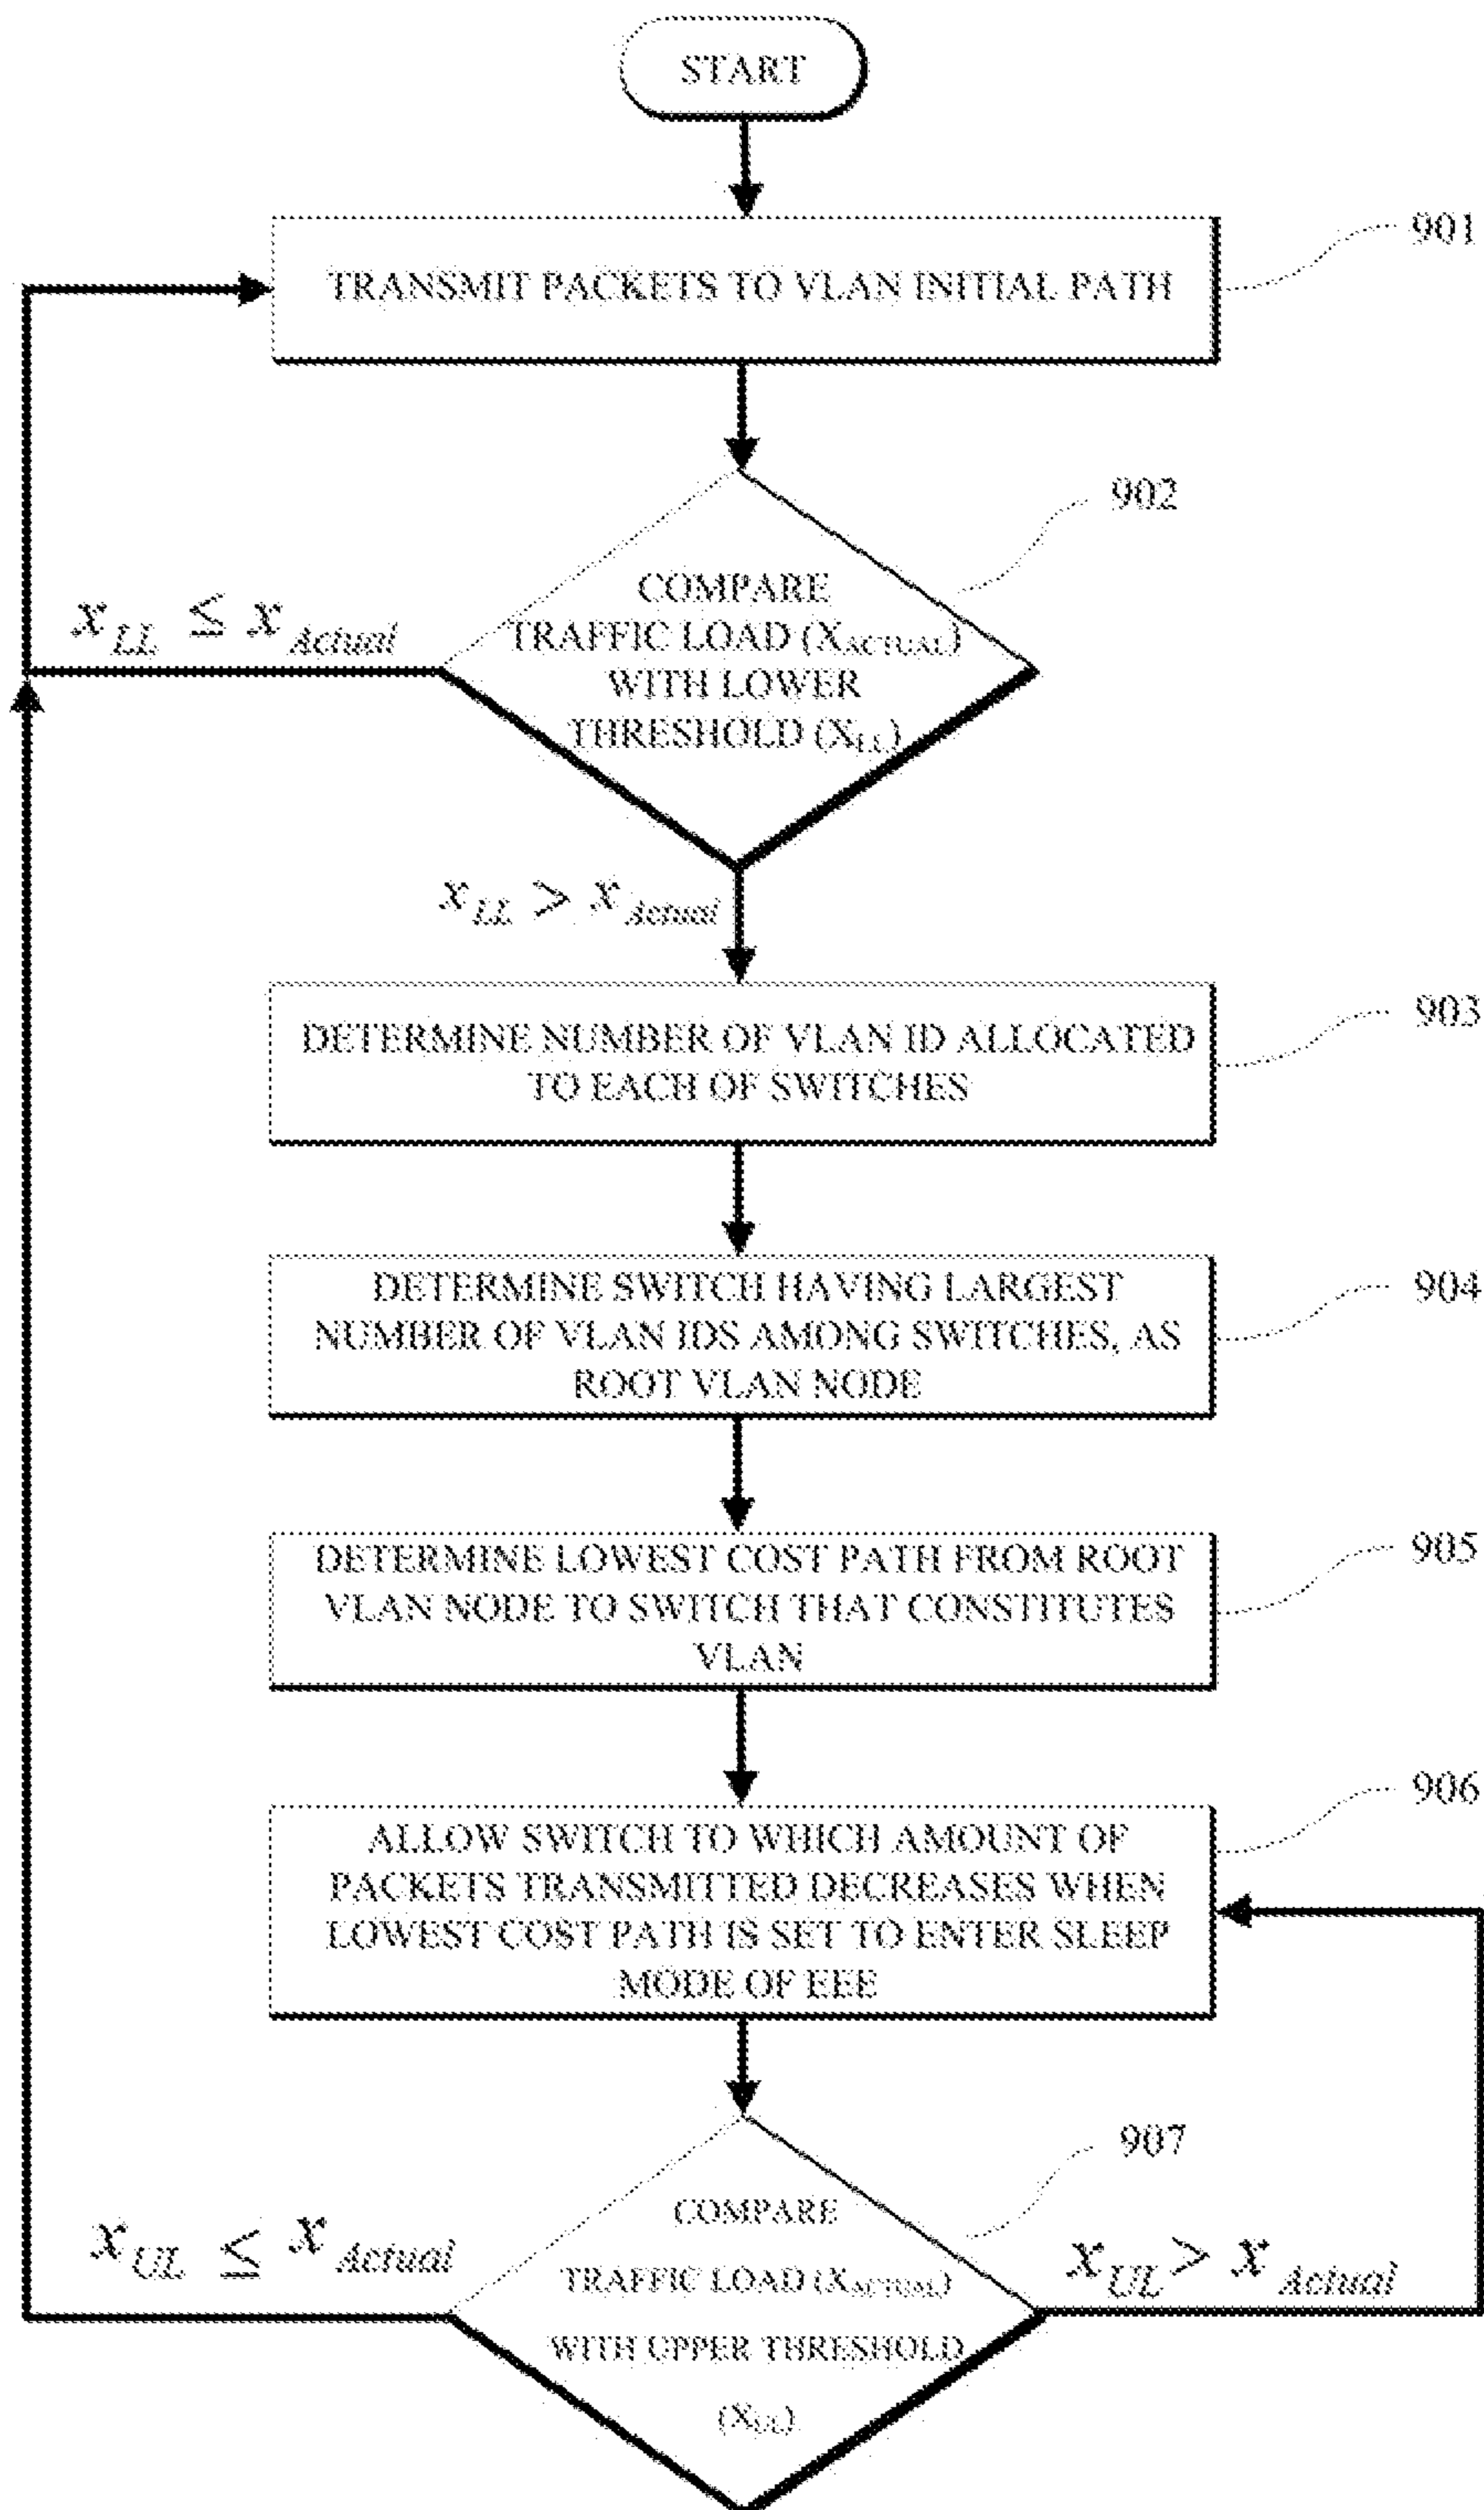 START
TRANSMIT PACKETS TO VLAN INITIAL PATH
901
902
COMPARE
TRAFFIC LOAD (XACTUAL)
WITH LOWER
THRESHOLD (XLL)
xLL ≤ xActual
xLL > xActual
DETERMINE NUMBER OF VLAN ID ALLOCATED
TO EACH OF SWITCHES
903
DETERMINE SWITCH HAVING LARGEST
NUMBER OF VLAN IDS AMONG SWITCHES, AS
ROOT VLAN NODE
904
DETERMINE LOWEST COST PATH FROM ROOT
VLAN NODE TO SWITCH THAT CONSTITUTES
VLAN
905
ALLOW SWITCH TO WHICH AMOUNT OF
PACKETS TRANSMITTED DECREASES WHEN
LOWEST COST PATH IS SET TO ENTER SLEEP
MODE OF EEE
906
907
COMPARE
TRAFFIC LOAD (XACTUAL)
WITH UPPER THRESHOLD
(XUL)
xUL ≤ xActual
xUL > xActual